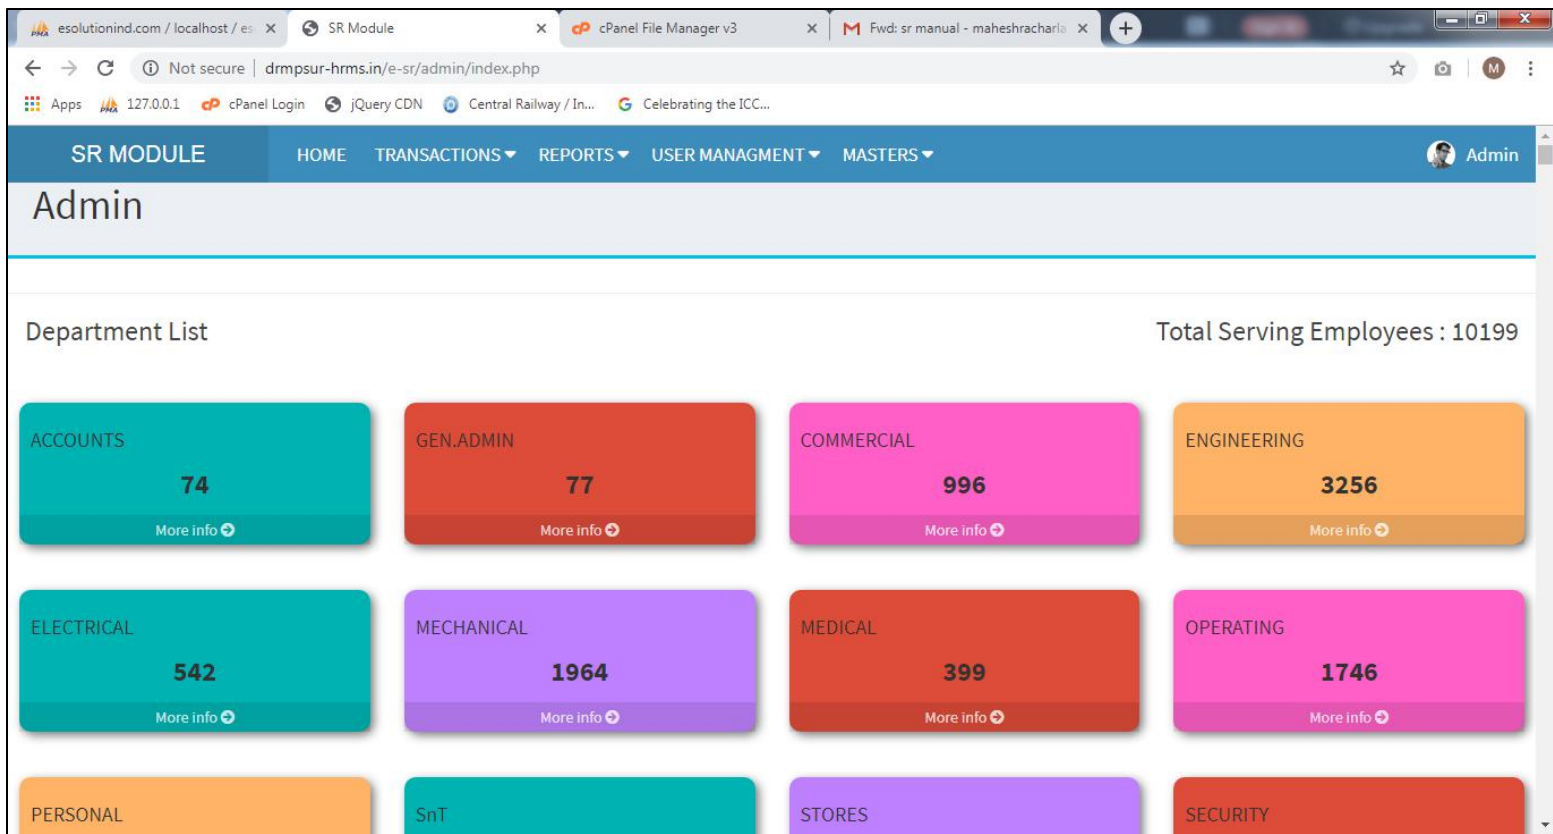 esolutionind.com / localhost / es
SR Module
cPanel File Manager v3
Fwd: sr manual - maheshracharla
Not secure | drmpsur-hrms.in/e-sr/admin/index.php
M
Apps
127.0.0.1
cPanel Login
jQuery CDN
Central Railway / In...
Celebrating the ICC...
SR MODULE
HOME
TRANSACTIONS
REPORTS
USER MANAGMENT
MASTERS
Admin
Admin
Department List
Total Serving Employees : 10199
ACCOUNTS
74
More info
GEN.ADMIN
77
More info
COMMERCIAL
996
More info
ENGINEERING
3256
More info
ELECTRICAL
542
More info
MECHANICAL
1964
More info
MEDICAL
399
More info
OPERATING
1746
More info
PERSONAL
SnT
STORES
SECURITY